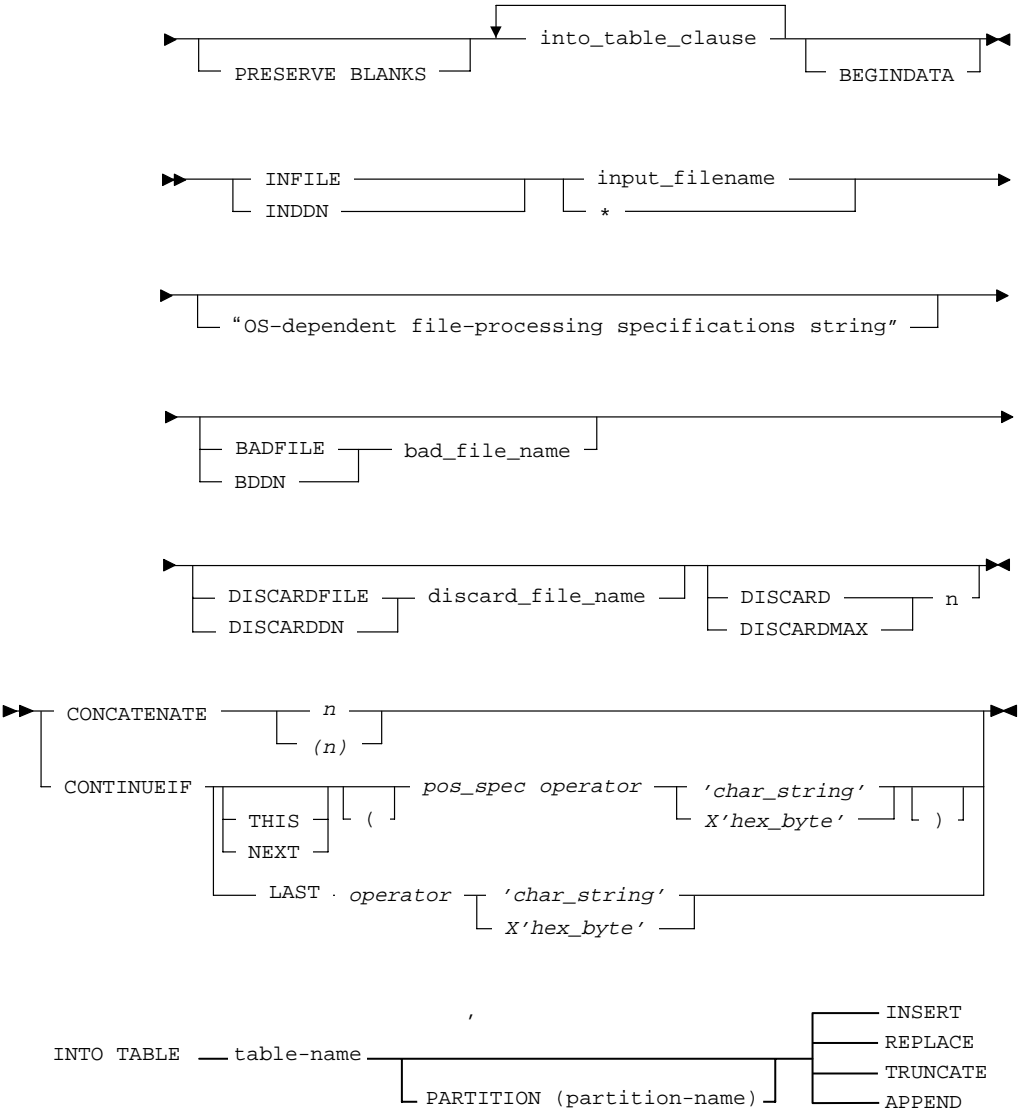 into_table_clause
PRESERVE BLANKS
BEGINDATA
INFILE input_filename
INDDN *
“OS-dependent file-processing specifications string”
BADFILE bad_file_name
BDDN
DISCARDFILE discard_file_name DISCARD n
DISCARDDN DISCARDMAX
CONCATENATE n
(n)
CONTINUEIF pos_spec operator 'char_string'
THIS ( X'hex_byte' )
NEXT
LAST operator 'char_string'
X'hex_byte'
,
INSERT
REPLACE
INTO TABLE table-name
TRUNCATE
PARTITION (partition-name) APPEND